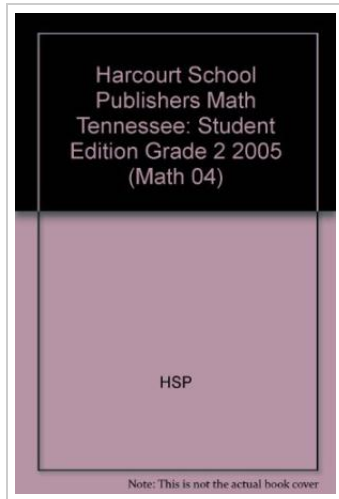 Harcourt School
Publishers Math
Tennessee: Student
Edition Grade 2 2005
(Math 04)
HSP
Note: This is not the actual book cover